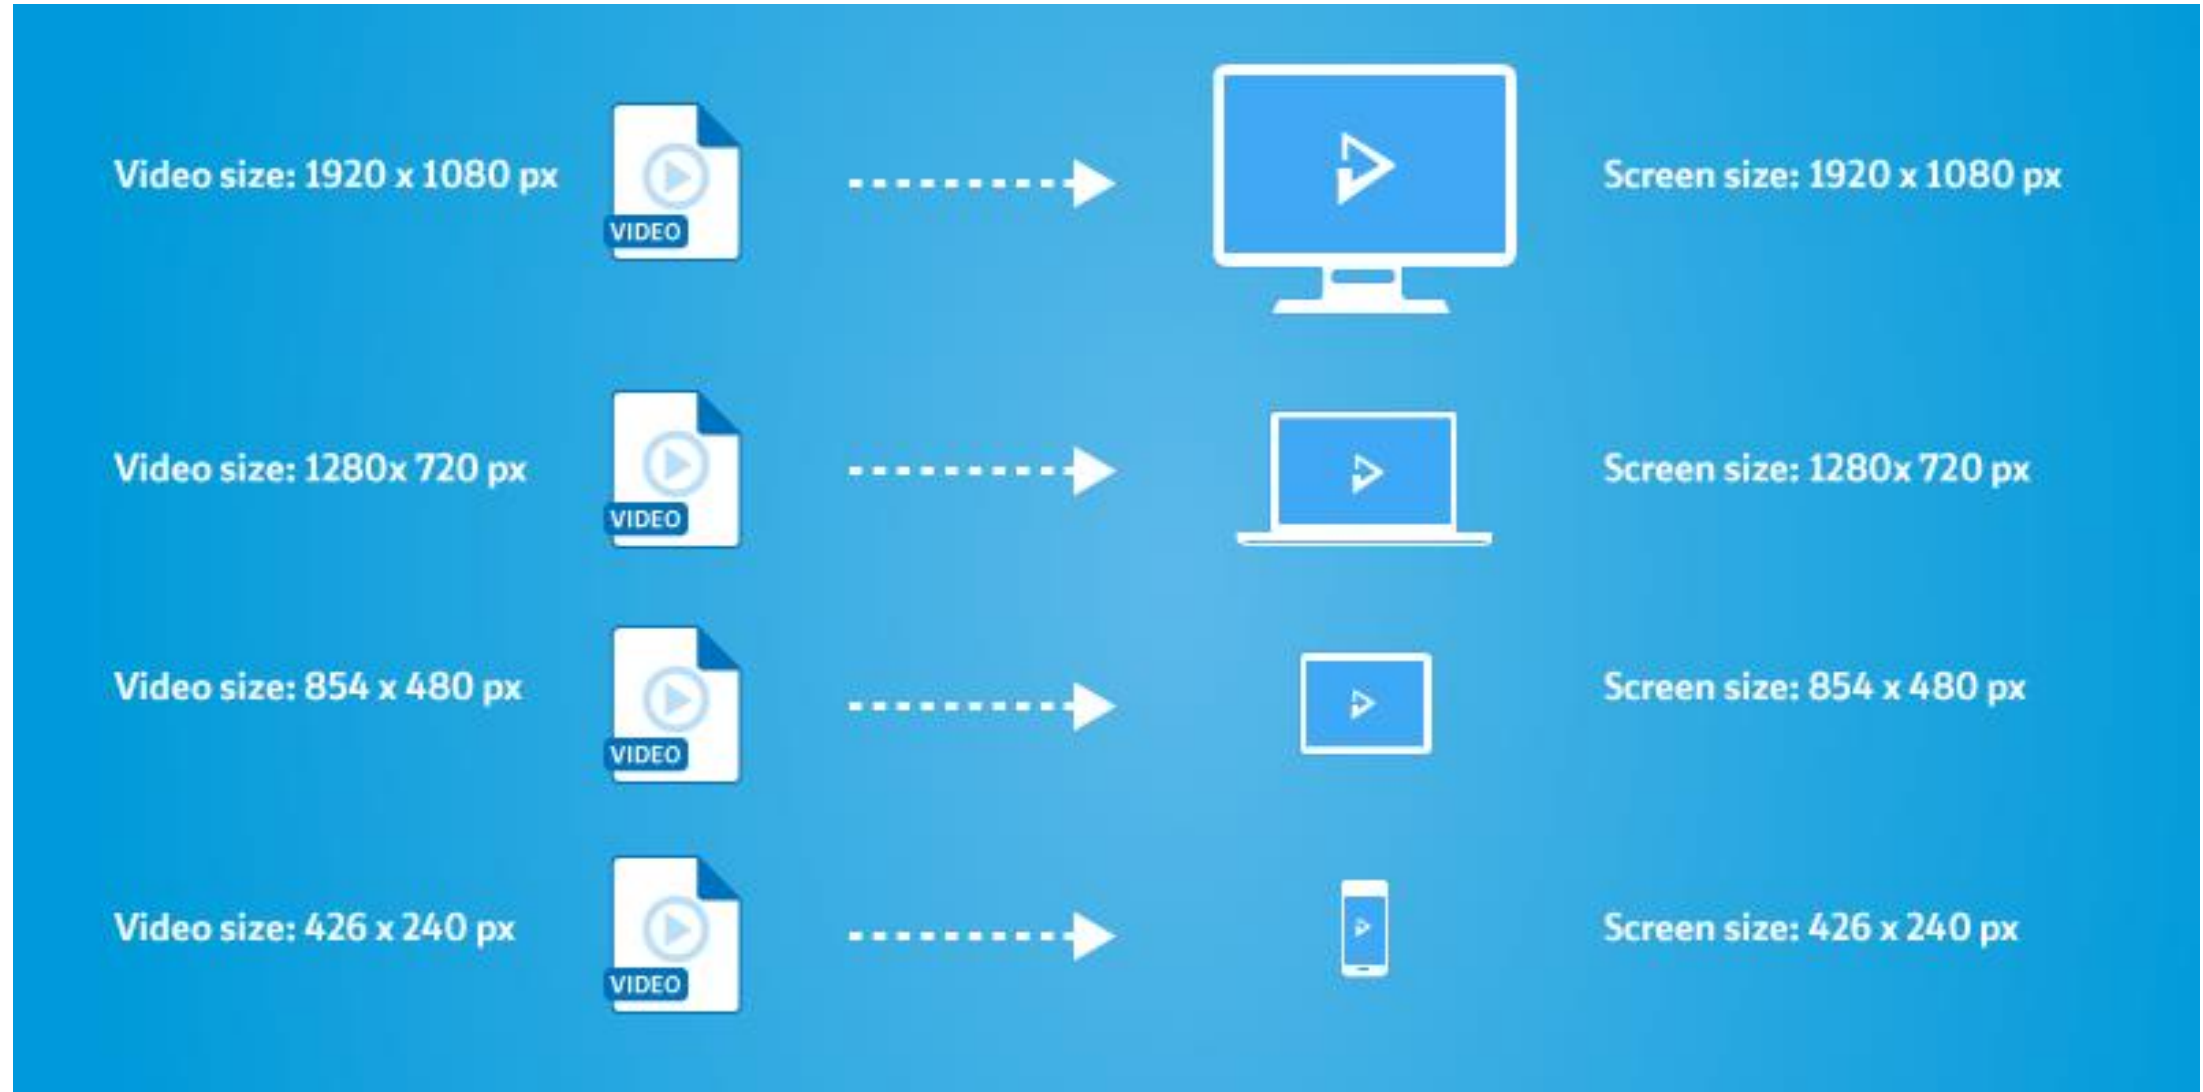 Video size: 1920 x 1080 px
VIDEO
Screen size: 1920 x 1080 px
Video size: 1280x 720 px
VIDEO
Screen size: 1280x 720 px
Video size: 854 x 480 px
VIDEO
Screen size: 854 x 480 px
Video size: 426 x 240 px
VIDEO
Screen size: 426 x 240 px